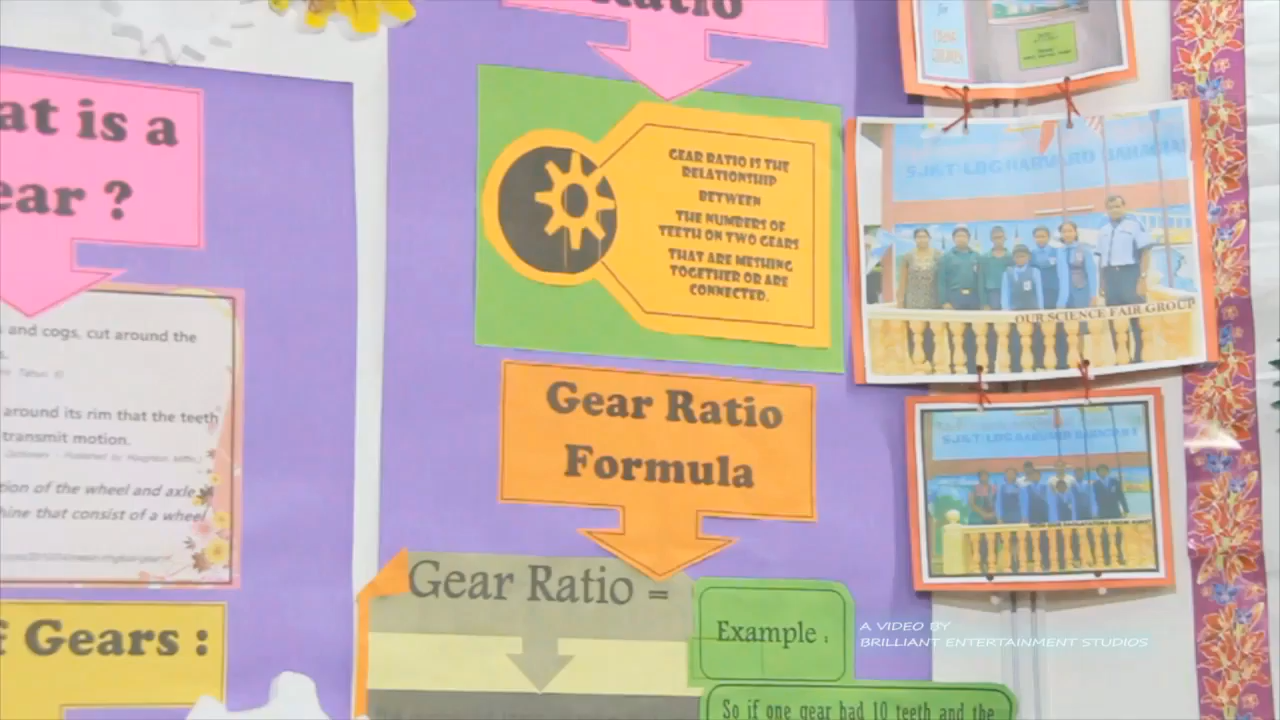 at is a
ear ?
and cogs, cut around the
around its rim that the teeth
transmit motion.
tion of the wheel and axle
hine that consist of a wheel
f Gears :
Ratio
GEAR RATIO IS THE
RELATIONSHIP
BETWEEN
THE NUMBERS OF
TEETH ON TWO GEARS
THAT ARE MESHING
TOGETHER OR ARE
CONNECTED.
Gear Ratio
Formula
Gear Ratio =
Example :
So if one gear had 10 teeth and the
for
OUR SCIENCE FAIR GROUP
A VIDEO BY
BRILLIANT ENTERTAINMENT STUDIOS